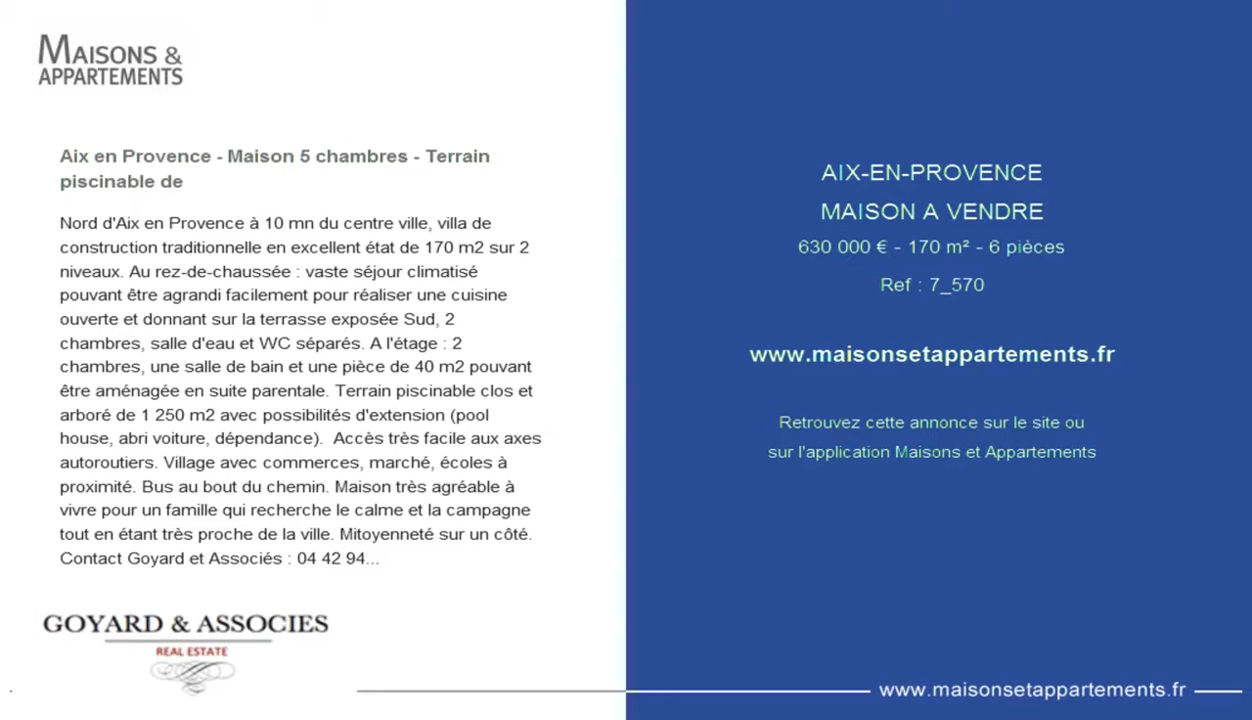 MAISONS &
APPARTEMENTS
Aix en Provence - Maison 5 chambres - Terrain
piscinable de
Nord d'Aix en Provence à 10 mn du centre ville, villa de
construction traditionnelle en excellent état de 170 m2 sur 2
niveaux. Au rez-de-chaussée : vaste séjour climatisé
pouvant être agrandi facilement pour réaliser une cuisine
ouverte et donnant sur la terrasse exposée Sud, 2
chambres, salle d'eau et WC séparés. A l'étage : 2
chambres, une salle de bain et une pièce de 40 m2 pouvant
être aménagée en suite parentale. Terrain piscinable clos et
arboré de 1 250 m2 avec possibilités d'extension (pool
house, abri voiture, dépendance).  Accès très facile aux axes
autoroutiers. Village avec commerces, marché, écoles à
proximité. Bus au bout du chemin. Maison très agréable à
vivre pour un famille qui recherche le calme et la campagne
tout en étant très proche de la ville. Mitoyenneté sur un côté.
Contact Goyard et Associés : 04 42 94...
GOYARD & ASSOCIES
REAL ESTATE
AIX-EN-PROVENCE
MAISON A VENDRE
630 000 € - 170 m² - 6 pièces
Ref : 7_570
www.maisonsetappartements.fr
Retrouvez cette annonce sur le site ou
sur l'application Maisons et Appartements
www.maisonsetappartements.fr